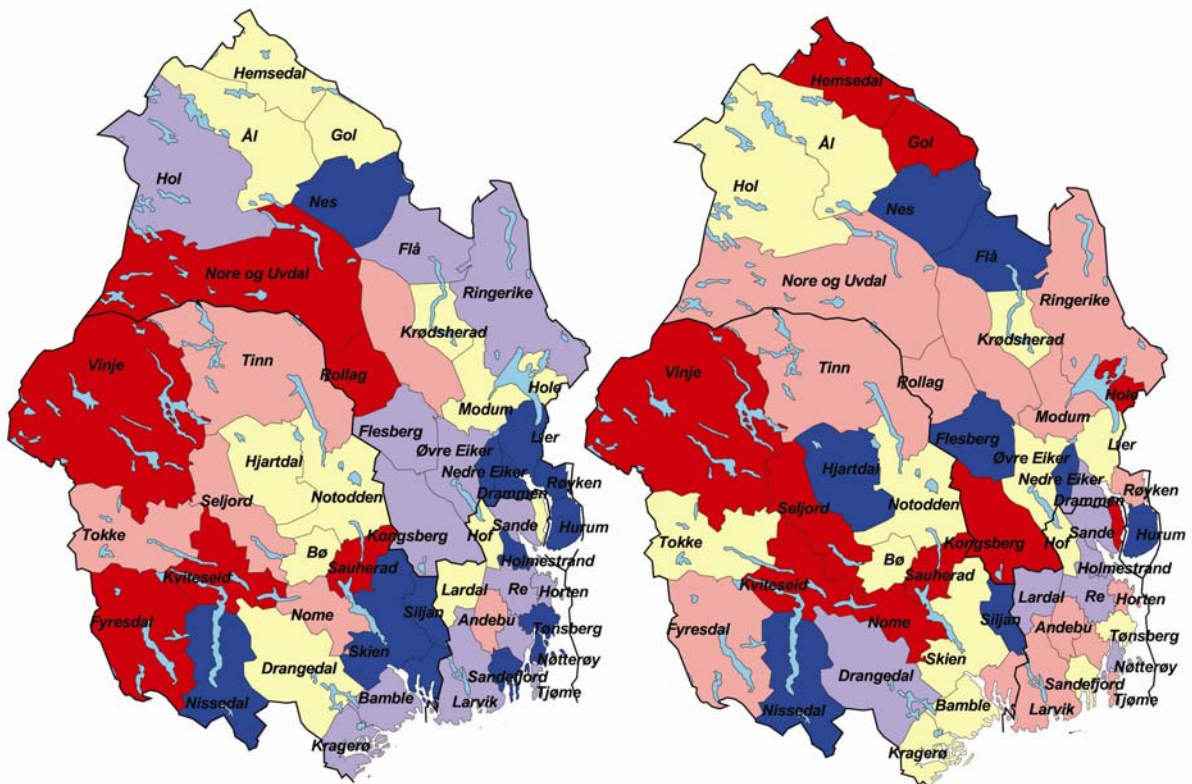 Hemsedal
Ål
Gol
Hol
Nes
Flå
Nore og Uvdal
Ringerike
Krødsherad
Vinje
Tinn
Rollag
Hole
Modum
Lier
Flesberg
Øvre Eiker
Hjartdal
Nedre Eiker
Røyken
Drammen
Seljord
Notodden
Sande
Hurum
Tokke
Kongsberg
Hof
Bø
Holmestrand
Sauherad
Kviteseid
Re
Lardal
Horten
Siljan
Nome
Fyresdal
Andebu
Tønsberg
Skien
Drangedal
Nøtterøy
Sandefjord
Nissedal
Bamble
Tjøme
Larvik
Kragerø
Hemsedal
Ål
Gol
Hol
Nes
Flå
Nore og Uvdal
Ringerike
Krødsherad
Vinje
Tinn
Rollag
Hole
Modum
Lier
Flesberg
Øvre Eiker
Hjartdal
Nedre Eiker
Røyken
Drammen
Seljord
Notodden
Sande
Hurum
Tokke
Kongsberg
Hof
Bø
Holmestrand
Sauherad
Kviteseid
Re
Lardal
Horten
Siljan
Nome
Fyresdal
Andebu
Tønsberg
Skien
Drangedal
Nøtterøy
Sandefjord
Nissedal
Bamble
Tjøme
Larvik
Kragerø